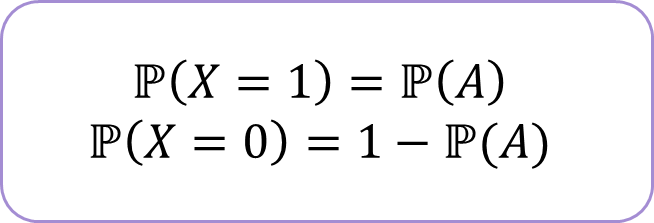 ℙ(𝑋 = 1) = ℙ(𝐴)
ℙ(𝑋 = 0) = 1 − ℙ(𝐴)